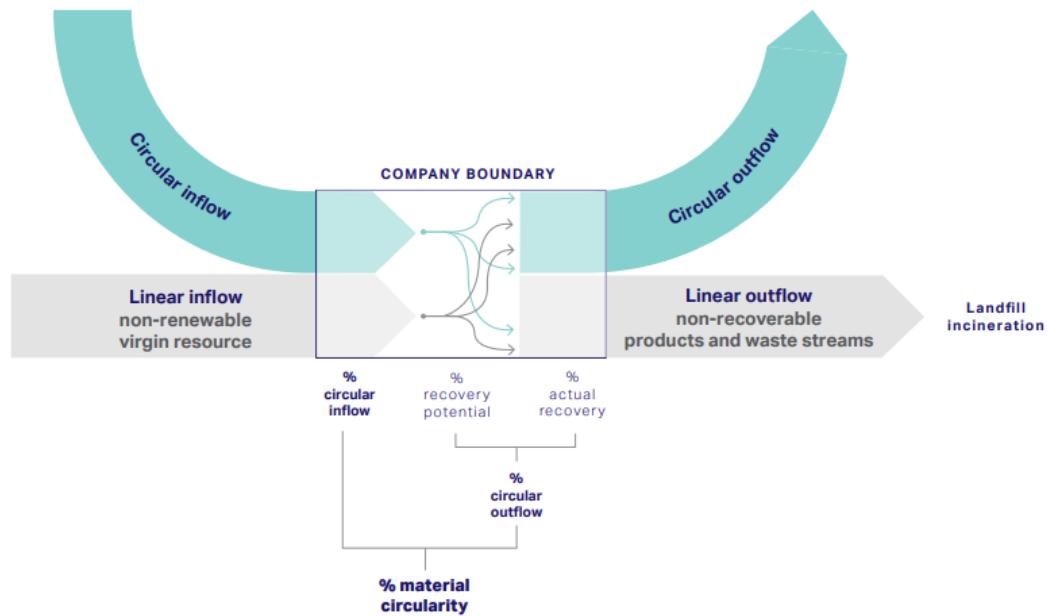 Circular inflow
COMPANY BOUNDARY
Circular outflow
Linear inflow
non-renewable
virgin resource
Linear outflow
non-recoverable
products and waste streams
Landfill
incineration
%
circular
inflow
%
recovery
potential
%
actual
recovery
%
circular
outflow
% material
circularity